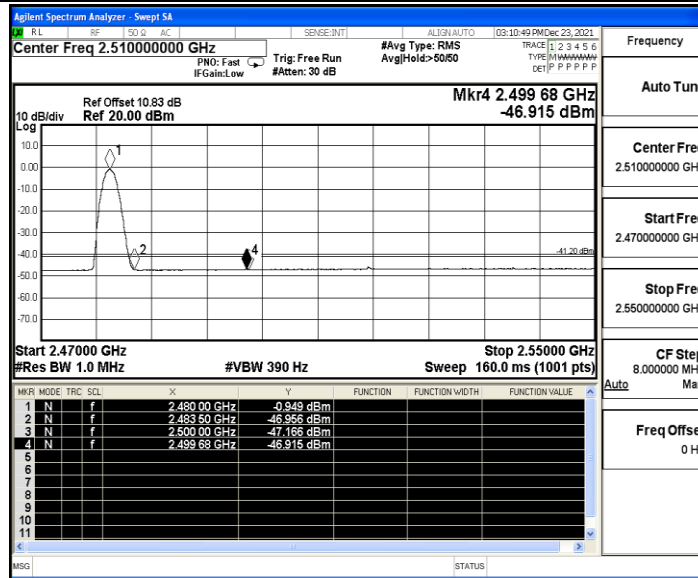 Agilent Spectrum Analyzer - Swept SA
RL RF 50 Ω AC SENSE:INT ALIGN AUTO 03:10:49 PM Dec 23, 2021
Center Freq 2.510000000 GHz
PNO: Fast
IFGain:Low
Trig: Free Run
#Atten: 30 dB
#Avg Type: RMS
Avg|Hold:>50/50
TRACE 1 2 3 4 5 6
TYPE M W W W W W
DET P P P P P P
Ref Offset 10.83 dB
10 dB/div Ref 20.00 dBm
Log
Mkr4 2.499 68 GHz
-46.915 dBm
10.0
0.00
-10.0
-20.0
-30.0
-40.0
-50.0
-60.0
-70.0
1
2
4
-41.20 dBm
Start 2.47000 GHz Stop 2.55000 GHz
#Res BW 1.0 MHz #VBW 390 Hz Sweep 160.0 ms (1001 pts)
MKR MODE TRC SCL X Y FUNCTION FUNCTION WIDTH FUNCTION VALUE
1 N f 2.480 00 GHz -0.949 dBm
2 N f 2.483 50 GHz -46.956 dBm
3 N f 2.500 00 GHz -47.166 dBm
4 N f 2.499 68 GHz -46.915 dBm
5
6
7
8
9
10
11
MSG STATUS
Frequency
Auto Tun
Center Fre
2.510000000 GH
Start Fre
2.470000000 GH
Stop Fre
2.550000000 GH
CF Ste
8.000000 MH
Auto Ma
Freq Offse
0 H